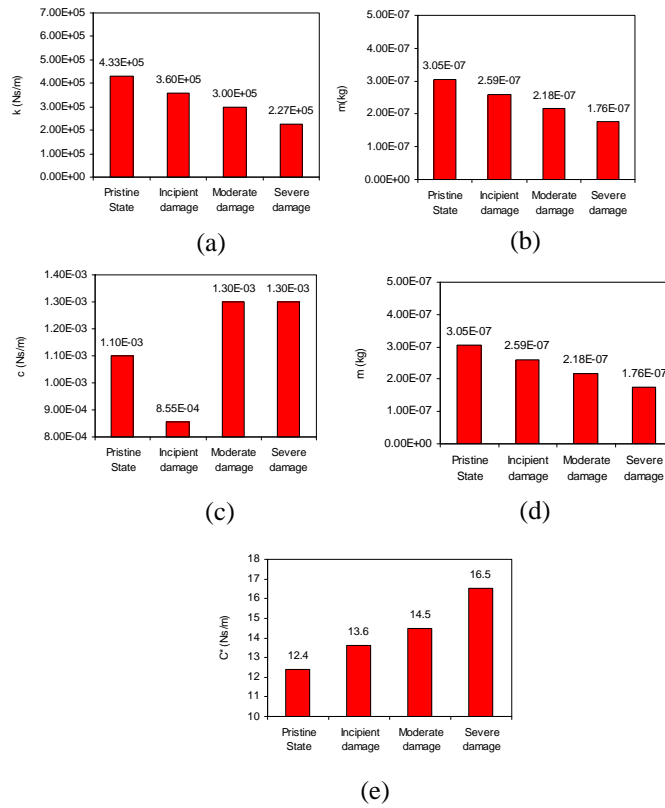 7.00E+05
6.00E+05
5.00E+05
4.00E+05
3.00E+05
2.00E+05
1.00E+05
0.00E+00
k (Ns/m)
4.33E+05
3.60E+05
3.00E+05
2.27E+05
Pristine State
Incipient damage
Moderate damage
Severe damage
(a)
5.00E-07
4.00E-07
3.00E-07
2.00E-07
1.00E-07
0.00E+00
m(kg)
3.05E-07
2.59E-07
2.18E-07
1.76E-07
Pristine State
Incipient damage
Moderate damage
Severe damage
(b)
1.40E-03
1.30E-03
1.20E-03
1.10E-03
1.00E-03
9.00E-04
8.00E-04
c (Ns/m)
1.10E-03
8.55E-04
1.30E-03
1.30E-03
Pristine State
Incipient damage
Moderate damage
Severe damage
(c)
5.00E-07
4.00E-07
3.00E-07
2.00E-07
1.00E-07
0.00E+00
m (kg)
3.05E-07
2.59E-07
2.18E-07
1.76E-07
Pristine State
Incipient damage
Moderate damage
Severe damage
(d)
18
17
16
15
14
13
12
11
10
C* (Ns/m)
12.4
13.6
14.5
16.5
Pristine State
Incipient damage
Moderate damage
Severe damage
(e)